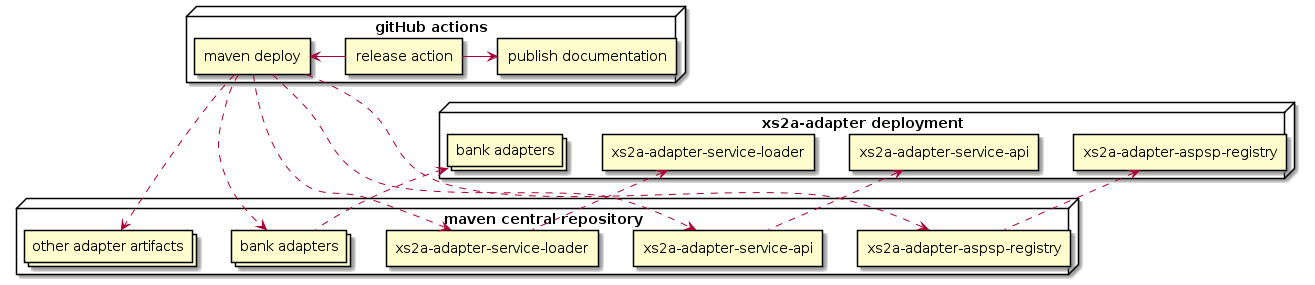 gitHub actions
maven deploy
release action
publish documentation
xs2a-adapter deployment
bank adapters
xs2a-adapter-service-loader
xs2a-adapter-service-api
xs2a-adapter-aspsp-registry
maven central repository
other adapter artifacts
bank adapters
xs2a-adapter-service-loader
xs2a-adapter-service-api
xs2a-adapter-aspsp-registry